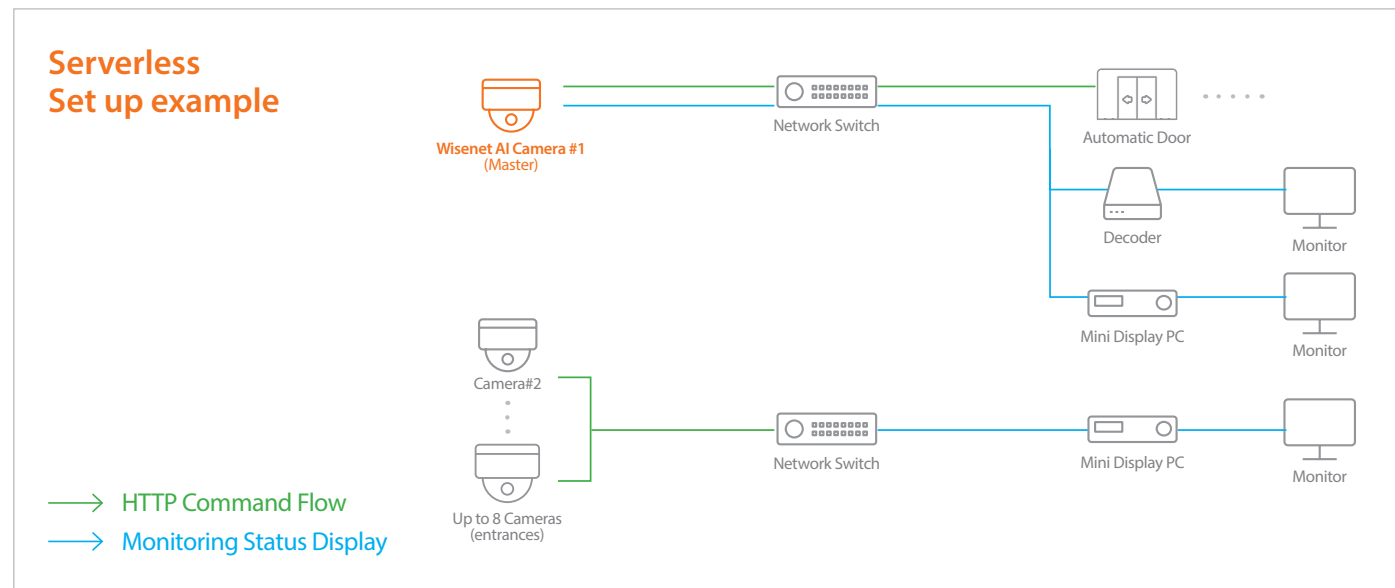 Serverless
Set up example
Wisenet AI Camera #1
(Master)
Network Switch
Automatic Door
Decoder
Monitor
Mini Display PC
Monitor
Camera#2
Up to 8 Cameras
(entrances)
Network Switch
Mini Display PC
Monitor
HTTP Command Flow
Monitoring Status Display